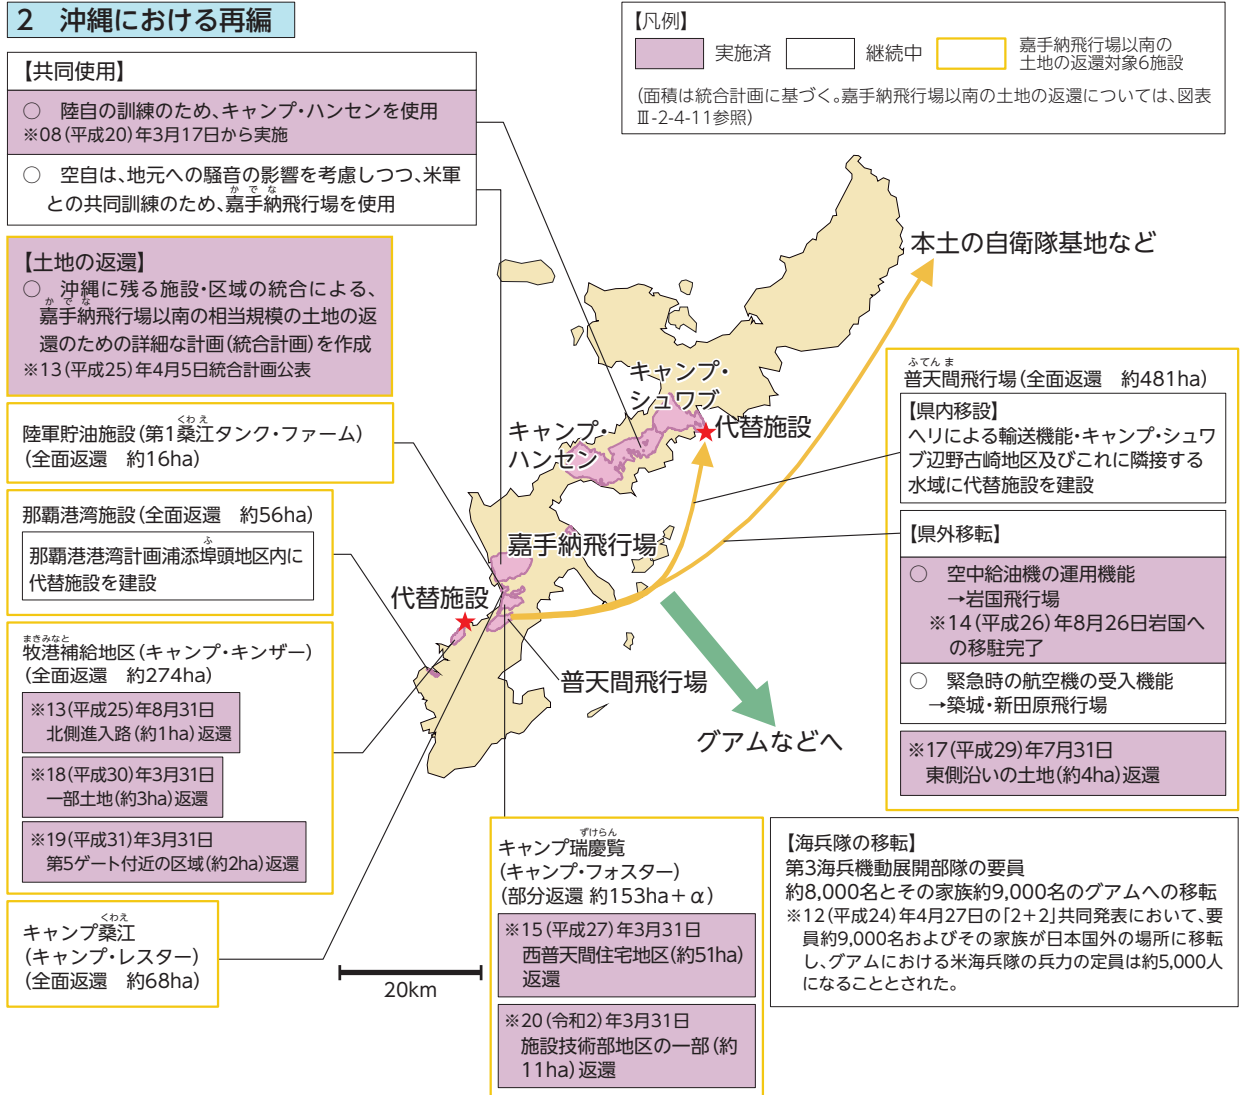 2 沖縄における再編
【凡例】
実施済
継続中
嘉手納飛行場以南の
土地の返還対象6施設
(面積は統合計画に基づく。嘉手納飛行場以南の土地の返還については、図表
Ⅲ-2-4-11参照)
【共同使用】
○ 陸自の訓練のため、キャンプ・ハンセンを使用
※08(平成20)年3月17日から実施
○ 空自は、地元への騒音の影響を考慮しつつ、米軍
かでな
との共同訓練のため、嘉手納飛行場を使用
【土地の返還】
○ 沖縄に残る施設・区域の統合による、
かでな
嘉手納飛行場以南の相当規模の土地の返
還のための詳細な計画(統合計画)を作成
※13(平成25)年4月5日統合計画公表
くわえ
陸軍貯油施設(第1桑江タンク・ファーム)
(全面返還 約16ha)
那覇港湾施設(全面返還 約56ha)
ふ
那覇港港湾計画浦添埠頭地区内に
代替施設を建設
まきみなと
牧港補給地区(キャンプ・キンザー)
(全面返還 約274ha)
※13(平成25)年8月31日
北側進入路(約1ha)返還
※18(平成30)年3月31日
一部土地(約3ha)返還
※19(平成31)年3月31日
第5ゲート付近の区域(約2ha)返還
くわえ
キャンプ桑江
(キャンプ・レスター)
(全面返還 約68ha)
本土の自衛隊基地など
キャンプ・
シュワブ
代替施設
キャンプ・
ハンセン
嘉手納飛行場
代替施設
普天間飛行場
グアムなどへ
20km
ふてんま
普天間飛行場(全面返還 約481ha)
【県内移設】
ヘリによる輸送機能・キャンプ・シュワ
ブ辺野古崎地区及びこれに隣接する
水域に代替施設を建設
【県外移転】
○ 空中給油機の運用機能
→岩国飛行場
※14(平成26)年8月26日岩国へ
の移駐完了
○ 緊急時の航空機の受入機能
→築城・新田原飛行場
※17(平成29)年7月31日
東側沿いの土地(約4ha)返還
ずけらん
キャンプ瑞慶覧
(キャンプ・フォスター)
(部分返還 約153ha+α)
※15(平成27)年3月31日
西普天間住宅地区(約51ha)
返還
※20(令和2)年3月31日
施設技術部地区の一部(約
11ha)返還
【海兵隊の移転】
第3海兵機動展開部隊の要員
約8,000名とその家族約9,000名のグアムへの移転
※12(平成24)年4月27日の「2+2」共同発表において、要
員約9,000名およびその家族が日本国外の場所に移転
し、グアムにおける米海兵隊の兵力の定員は約5,000人
になることとされた。